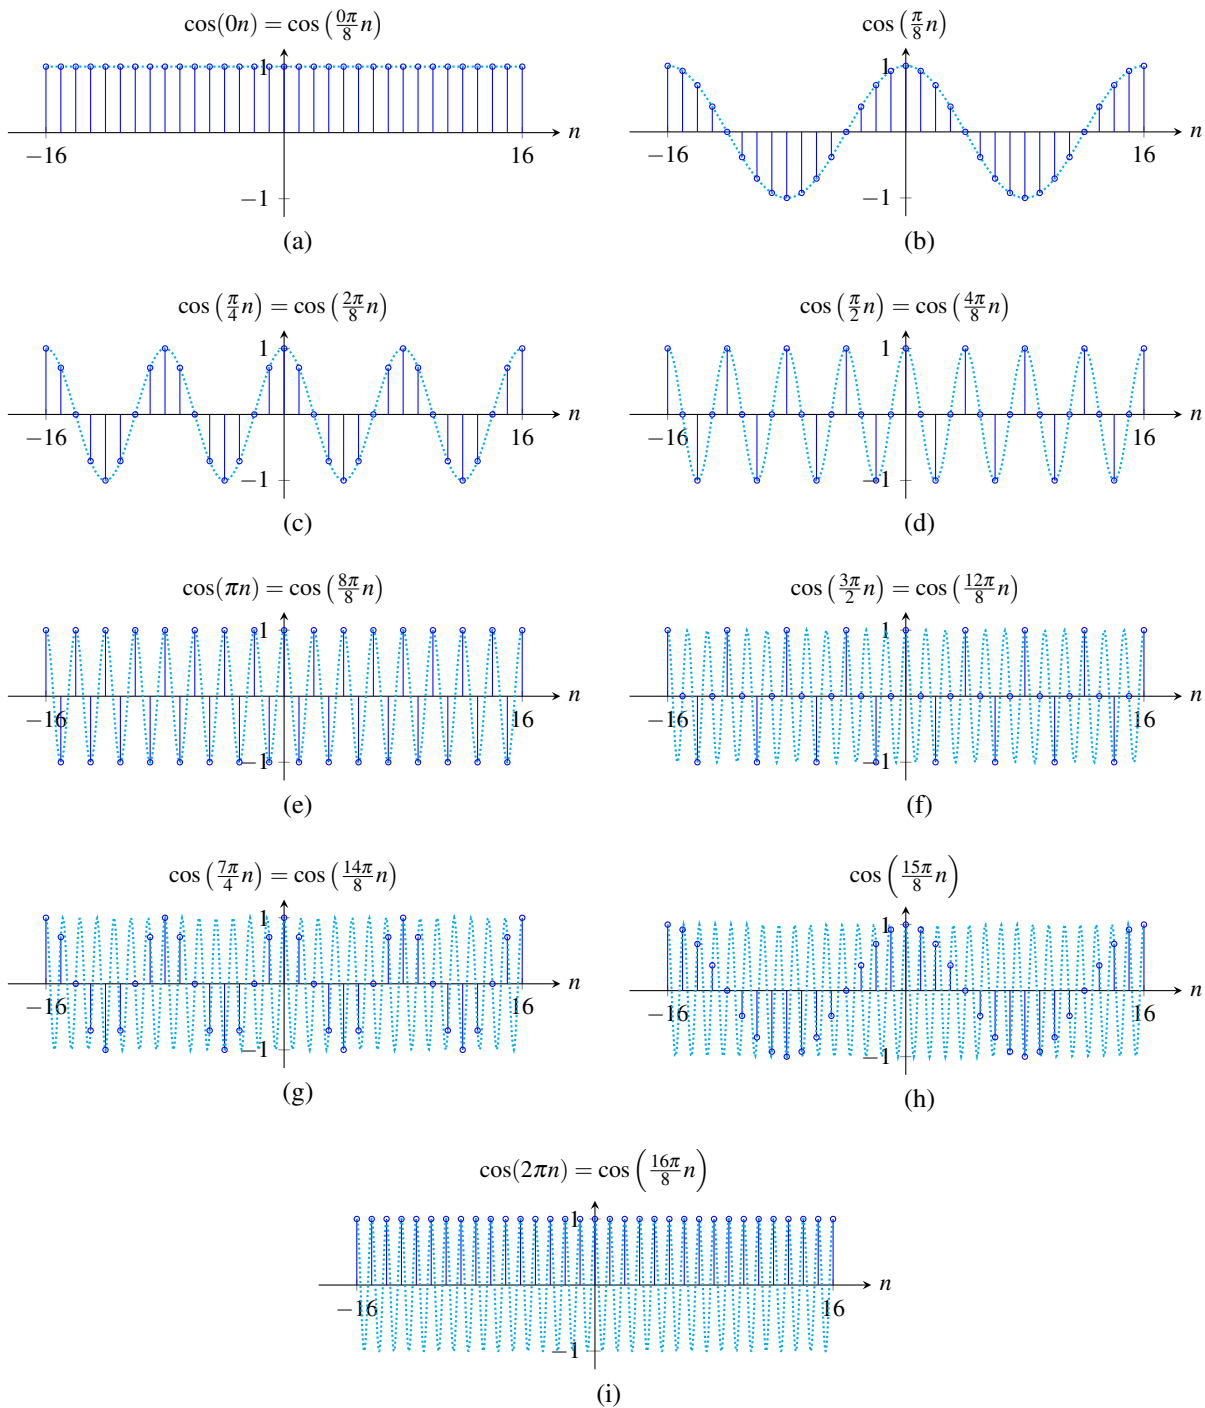 cos(0n) = cos(0π/8 n)
1
n
−16
16
−1
(a)
cos(π/8 n)
1
n
−16
16
−1
(b)
cos(π/4 n) = cos(2π/8 n)
1
n
−16
16
−1
(c)
cos(π/2 n) = cos(4π/8 n)
1
n
−16
16
−1
(d)
cos(πn) = cos(8π/8 n)
1
n
−16
16
−1
(e)
cos(3π/2 n) = cos(12π/8 n)
1
n
−16
16
−1
(f)
cos(7π/4 n) = cos(14π/8 n)
1
n
−16
16
−1
(g)
cos(15π/8 n)
1
n
−16
16
−1
(h)
cos(2πn) = cos(16π/8 n)
1
n
−16
16
−1
(i)